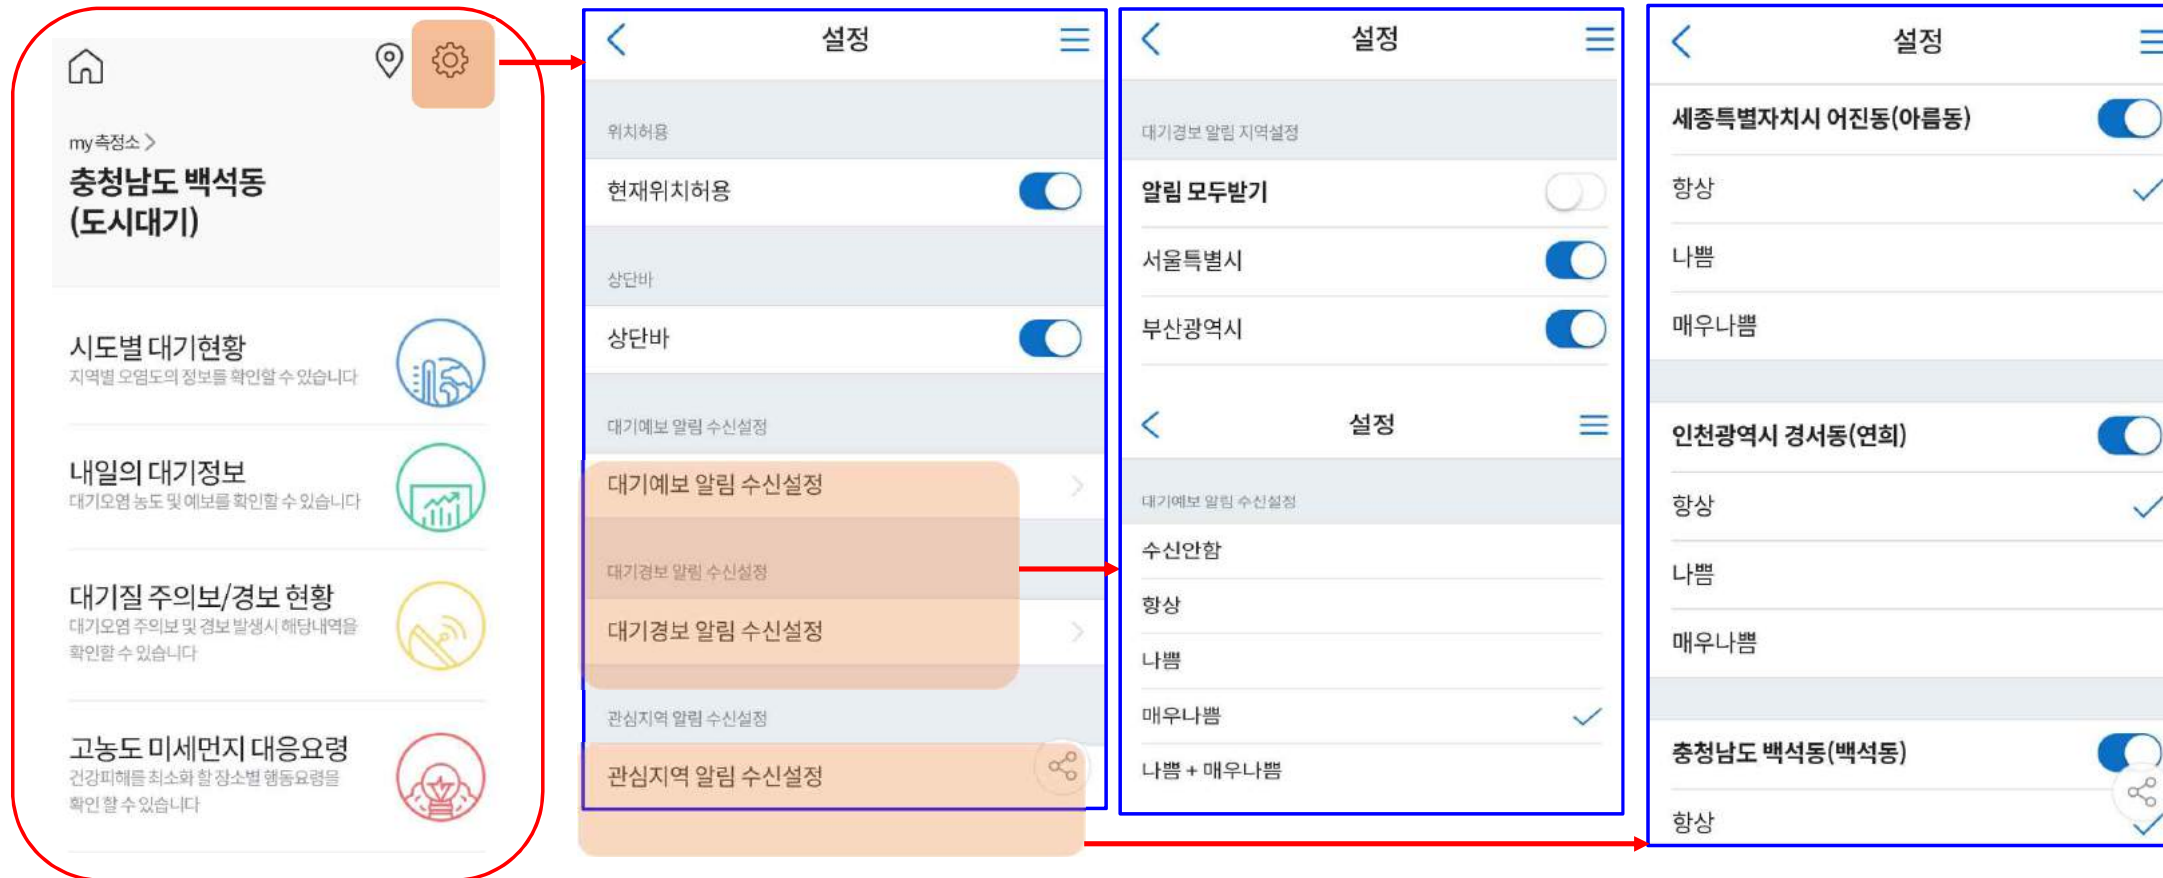 my측정소 >
충청남도 백석동
(도시대기)
시도별 대기현황
지역별 오염도의 정보를 확인할 수 있습니다
내일의 대기정보
대기오염 농도 및 예보를 확인할 수 있습니다
대기질 주의보/경보 현황
대기오염 주의보 및 경보 발생시 해당내역을
확인할 수 있습니다
고농도 미세먼지 대응요령
건강피해를 최소화 할 장소별 행동요령을
확인 할 수 있습니다
설정
위치허용
현재위치허용
상단바
상단바
대기예보 알림 수신설정
대기예보 알림 수신설정
대기경보 알림 수신설정
대기경보 알림 수신설정
관심지역 알림 수신설정
관심지역 알림 수신설정
설정
대기경보 알림 지역설정
알림 모두받기
서울특별시
부산광역시
설정
대기예보 알림 수신설정
수신안함
항상
나쁨
매우나쁨
나쁨 + 매우나쁨
설정
세종특별자치시 어진동(아름동)
항상
나쁨
매우나쁨
인천광역시 경서동(연희)
항상
나쁨
매우나쁨
충청남도 백석동(백석동)
항상